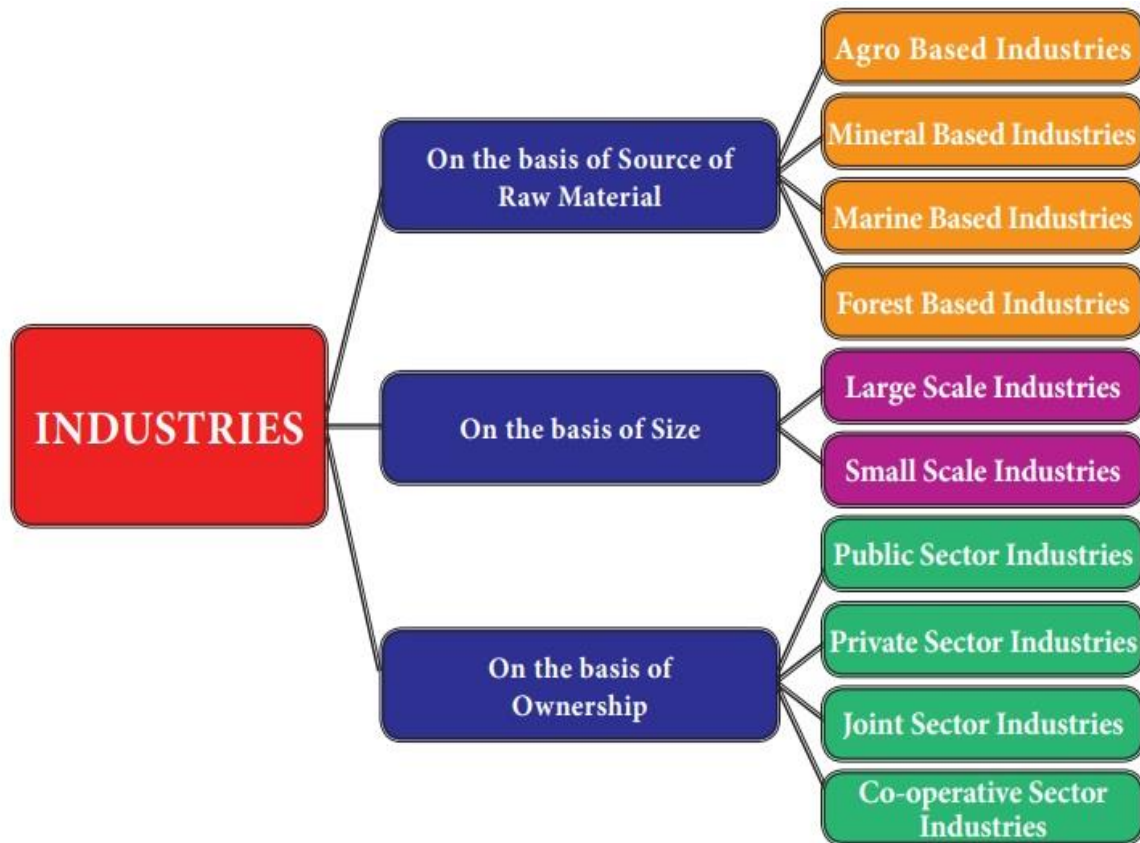 INDUSTRIES
On the basis of Source of
Raw Material
Agro Based Industries
Mineral Based Industries
Marine Based Industries
Forest Based Industries
On the basis of Size
Large Scale Industries
Small Scale Industries
On the basis of
Ownership
Public Sector Industries
Private Sector Industries
Joint Sector Industries
Co-operative Sector
Industries